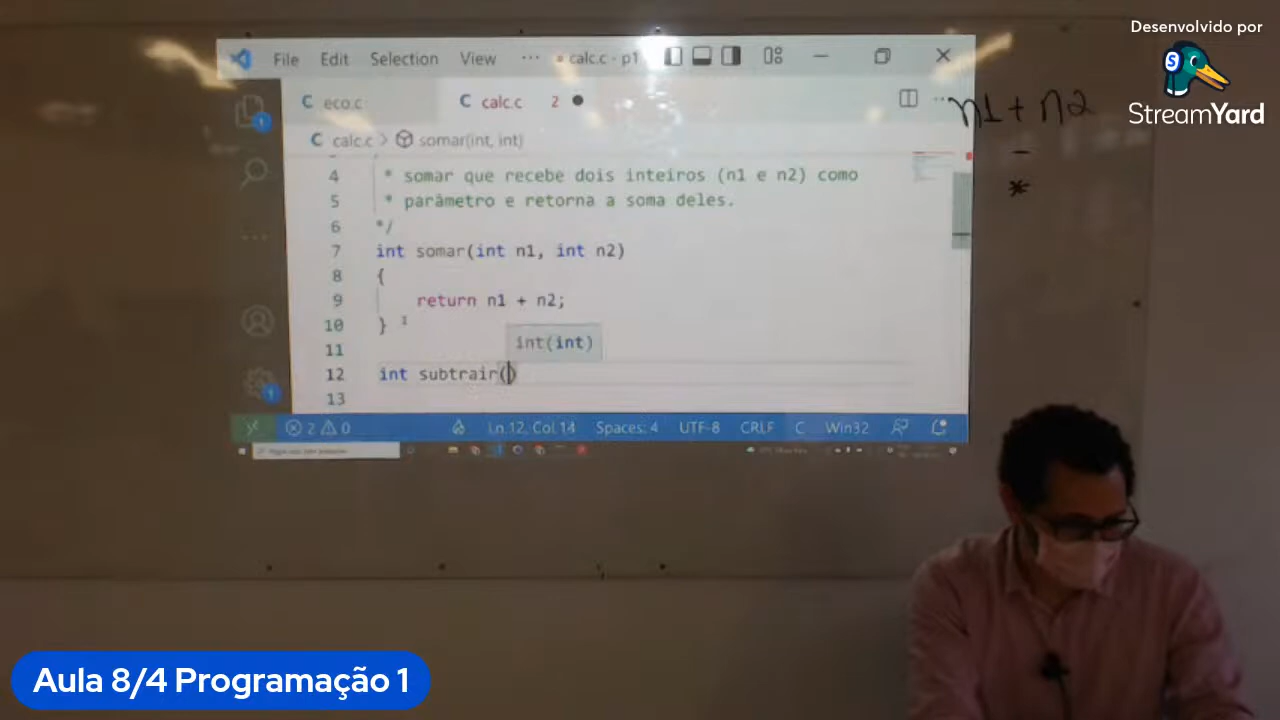 Desenvolvido por
StreamYard
File Edit Selection View ··· calc.c - p1
C eco.c C calc.c 2
C calc.c > somar(int, int)
4 * somar que recebe dois inteiros (n1 e n2) como
5 * parâmetro e retorna a soma deles.
6 */
7 int somar(int n1, int n2)
8 {
9 return n1 + n2;
10 }
11
int(int)
12 int subtrair()
13
2 0 Ln 12, Col 14 Spaces: 4 UTF-8 CRLF C Win32
n1 + n2
-
*
Aula 8/4 Programação 1